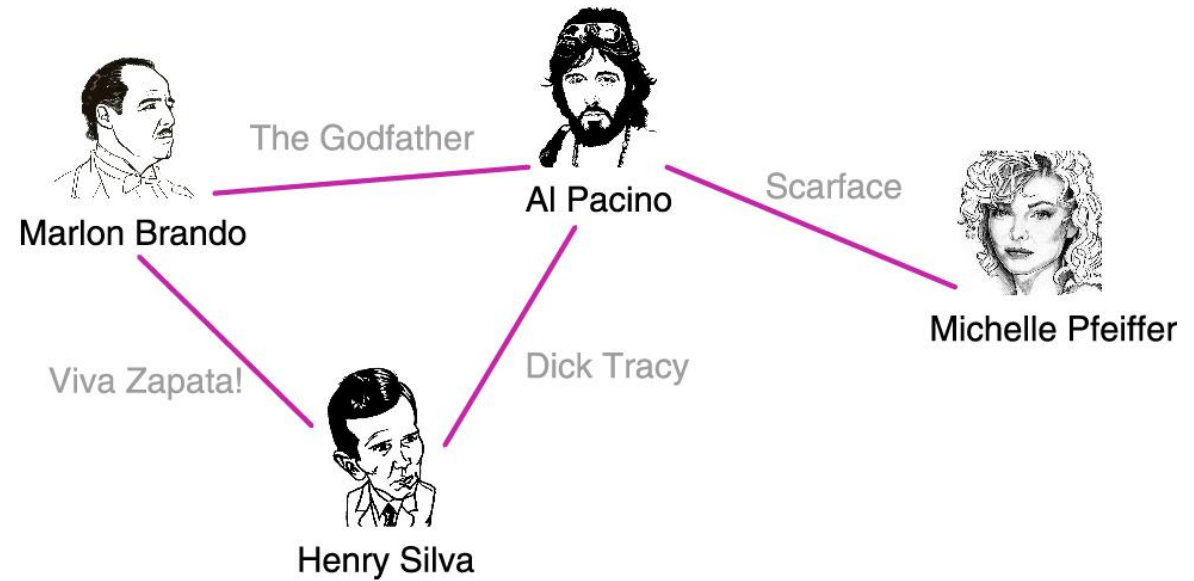 The Godfather
Al Pacino
Scarface
Marlon Brando
Michelle Pfeiffer
Viva Zapata!
Dick Tracy
Henry Silva